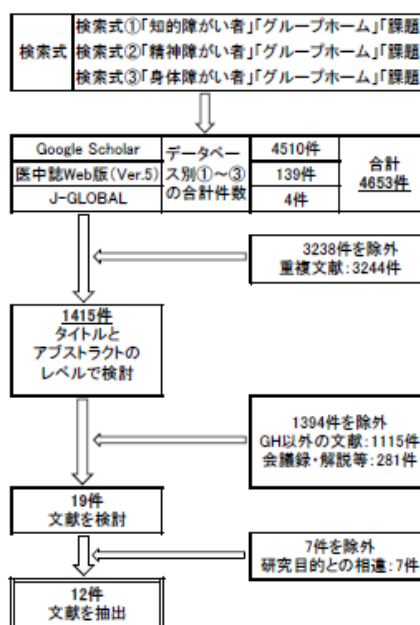 検索式
検索式①「知的障がい者」「グループホーム」「課題
検索式②「精神障がい者」「グループホーム」「課題
検索式③「身体障がい者」「グループホーム」「課題
Google Scholar
医中誌Web版(Ver.5)
J-GLOBAL
データベー
ス別①~③
の合計件数
4510件
139件
4件
合計
4653件
3238件を除外
重複文献:3244件
1415件
タイトルと
アブストラクトの
レベルで検討
1394件を除外
GH以外の文献:1115件
会議録・解説等:281件
19件
文献を検討
7件を除外
研究目的との相違:7件
12件
文献を抽出